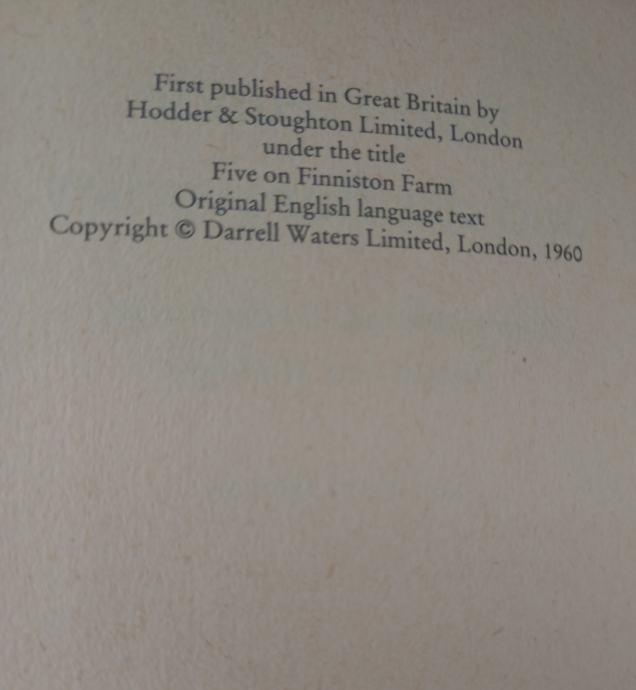 First published in Great Britain by
Hodder & Stoughton Limited, London
under the title
Five on Finniston Farm
Original English language text
Copyright © Darrell Waters Limited, London, 1960